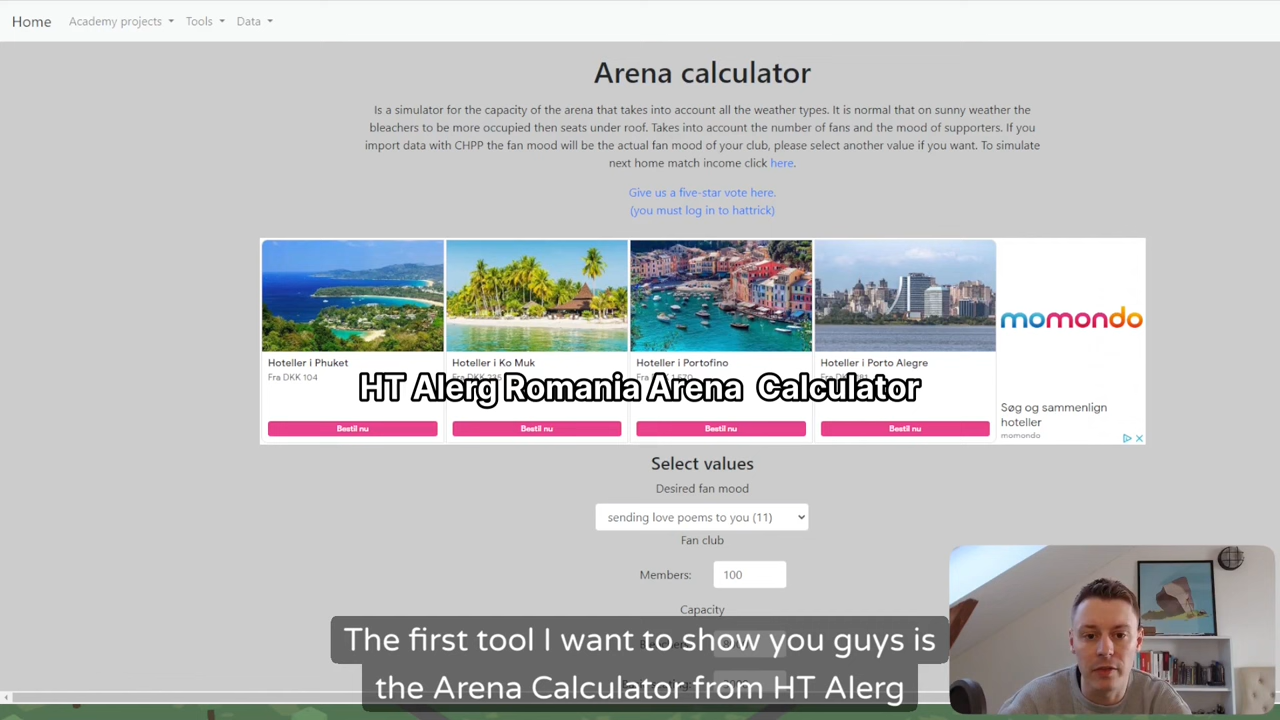 Home Academy projects Tools Data
Arena calculator
Is a simulator for the capacity of the arena that takes into account all the weather types. It is normal that on sunny weather the
bleachers to be more occupied then seats under roof. Takes into account the number of fans and the mood of supporters. If you
import data with CHPP the fan mood will be the actual fan mood of your club, please select another value if you want. To simulate
next home match income click here.
Give us a five-star vote here.
(you must log in to hattrick)
momondo
Hoteller i Phuket Hoteller i Ko Muk Hoteller i Portofino Hoteller i Porto Alegre
Fra DKK 104
HT Alerg Romania Arena Calculator
Søg og sammenlign
hoteller
momondo
Bestil nu Bestil nu Bestil nu Bestil nu
Select values
Desired fan mood
sending love poems to you (11)
Fan club
Members: 100
Capacity
The first tool I want to show you guys is
the Arena Calculator from HT Alerg